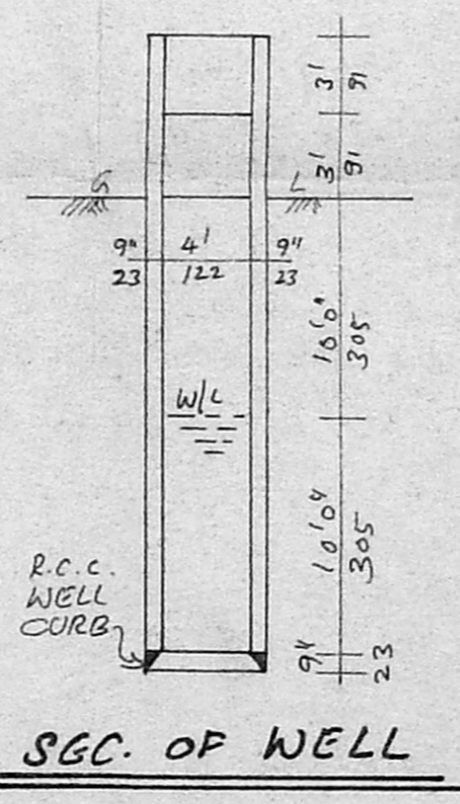 3'
91
3'
91
G L
9" 4' 9"
23 122 23
10'0"
305
W/L
10'0"
305
R.C.C.
WELL
CURB
9"
23
SEC. OF WELL